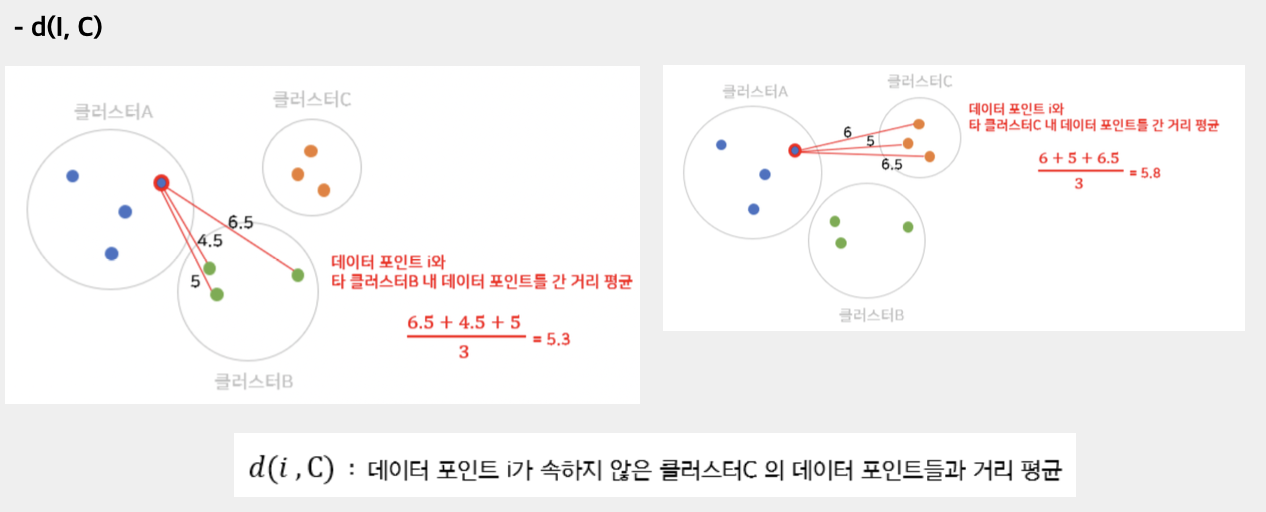 - d(I, C)
클러스터A
클러스터C
6.5
4.5
5
데이터 포인트 i와
타 클러스터B 내 데이터 포인트틀 간 거리 평균
6.5 + 4.5 + 5
3
= 5.3
클러스터B
클러스터A
클러스터C
6
5
6.5
데이터 포인트 i와
타 클러스터C 내 데이터 포인트틀 간 거리 평균
6 + 5 + 6.5
3
= 5.8
클러스터B
d(i ,C) : 데이터 포인트 i가 속하지 않은 클러스터C 의 데이터 포인트들과 거리 평균